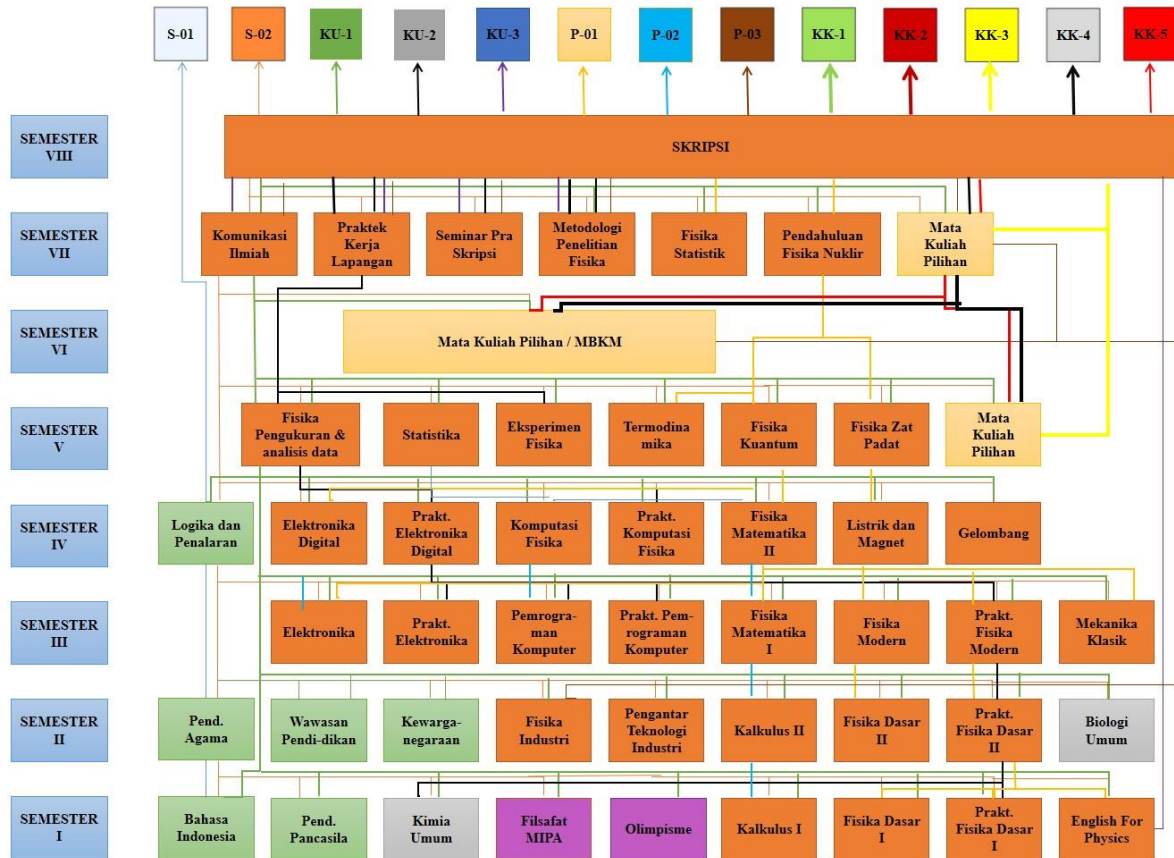 S-01
S-02
KU-1
KU-2
KU-3
P-01
P-02
P-03
KK-1
KK-2
KK-3
KK-4
KK-5
SEMESTER
VIII
SKRIPSI
SEMESTER
VII
Komunikasi
Ilmiah
Praktek
Kerja
Lapangan
Seminar Pra
Skripsi
Metodologi
Penelitian
Fisika
Fisika
Statistik
Pendahuluan
Fisika Nuklir
Mata
Kuliah
Pilihan
SEMESTER
VI
Mata Kuliah Pilihan / MBKM
SEMESTER
V
Fisika
Pengukuran &
analisis data
Statistika
Eksperimen
Fisika
Termodina
mika
Fisika
Kuantum
Fisika Zat
Padat
Mata
Kuliah
Pilihan
SEMESTER
IV
Logika dan
Penalaran
Elektronika
Digital
Prakt.
Elektronika
Digital
Komputasi
Fisika
Prakt.
Komputasi
Fisika
Fisika
Matematika
II
Listrik dan
Magnet
Gelombang
SEMESTER
III
Elektronika
Prakt.
Elektronika
Pemrogra-
man
Komputer
Prakt. Pem-
rograman
Komputer
Fisika
Matematika
I
Fisika
Modern
Prakt.
Fisika
Modern
Mekanika
Klasik
SEMESTER
II
Pend.
Agama
Wawasan
Pendi-dikan
Kewarga-
negaraan
Fisika
Industri
Pengantar
Teknologi
Industri
Kalkulus II
Fisika Dasar
II
Prakt.
Fisika Dasar
II
Biologi
Umum
SEMESTER
I
Bahasa
Indonesia
Pend.
Pancasila
Kimia
Umum
Filsafat
MIPA
Olimpisme
Kalkulus I
Fisika Dasar
I
Prakt.
Fisika Dasar
I
English For
Physics